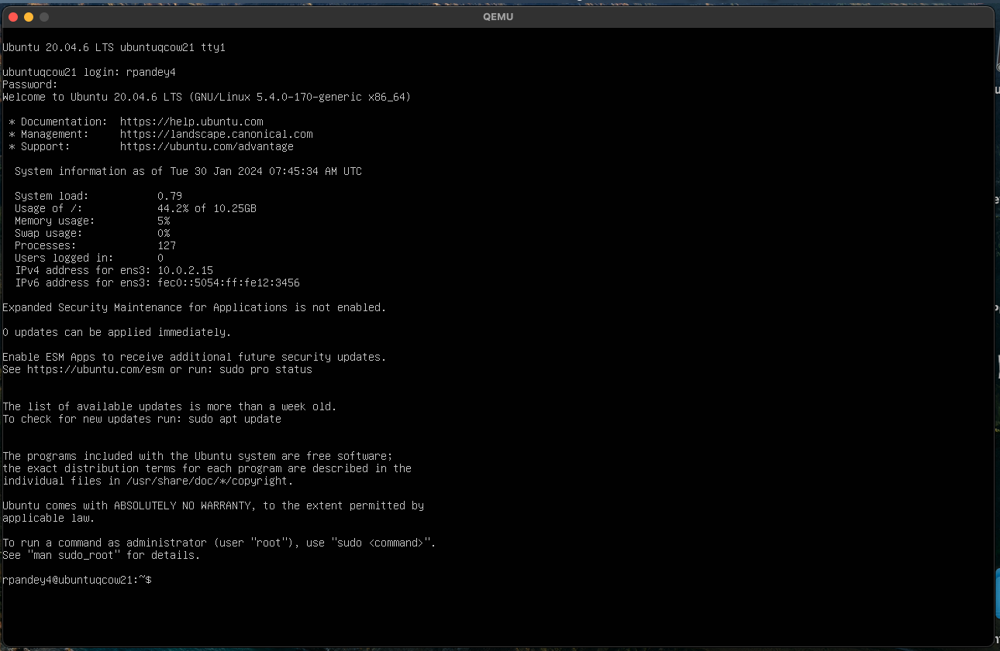 QEMU
Ubuntu 20.04.6 LTS ubuntuqcow21 tty1
ubuntuqcow21 login: rpandey4
Password:
Welcome to Ubuntu 20.04.6 LTS (GNU/Linux 5.4.0-170-generic x86_64)
* Documentation:  https://help.ubuntu.com
* Management:     https://landscape.canonical.com
* Support:        https://ubuntu.com/advantage
System information as of Tue 30 Jan 2024 07:45:34 AM UTC
System load:           0.79
Usage of /:            44.2% of 10.25GB
Memory usage:          5%
Swap usage:            0%
Processes:             127
Users logged in:       0
IPv4 address for ens3: 10.0.2.15
IPv6 address for ens3: fec0::5054:ff:fe12:3456
Expanded Security Maintenance for Applications is not enabled.
0 updates can be applied immediately.
Enable ESM Apps to receive additional future security updates.
See https://ubuntu.com/esm or run: sudo pro status
The list of available updates is more than a week old.
To check for new updates run: sudo apt update
The programs included with the Ubuntu system are free software;
the exact distribution terms for each program are described in the
individual files in /usr/share/doc/*/copyright.
Ubuntu comes with ABSOLUTELY NO WARRANTY, to the extent permitted by
applicable law.
To run a command as administrator (user "root"), use "sudo <command>".
See "man sudo_root" for details.
rpandey4@ubuntuqcow21:~$